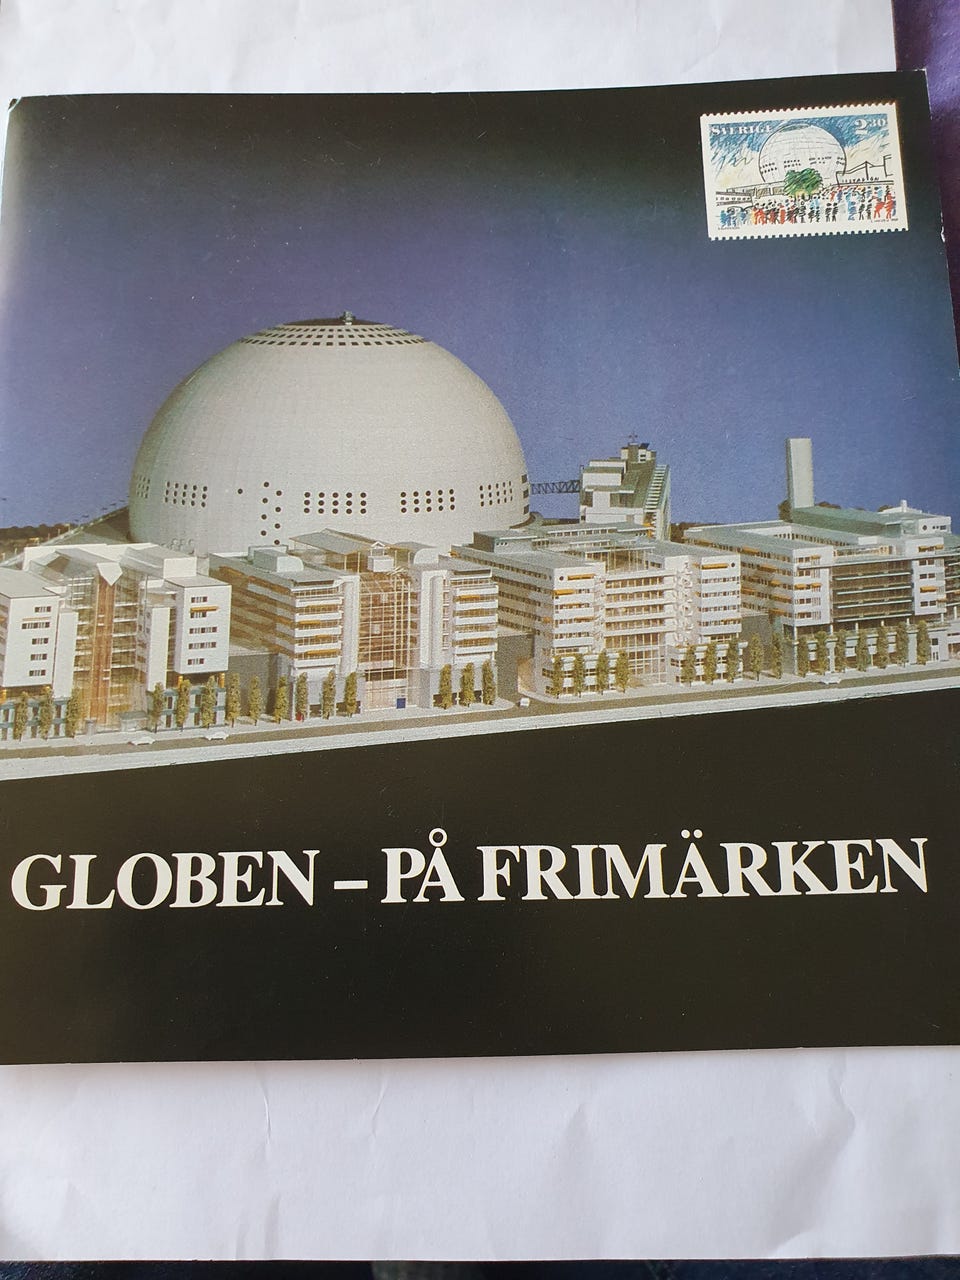 SVERIGE 2.30
GLOBEN – PÅ FRIMÄRKEN